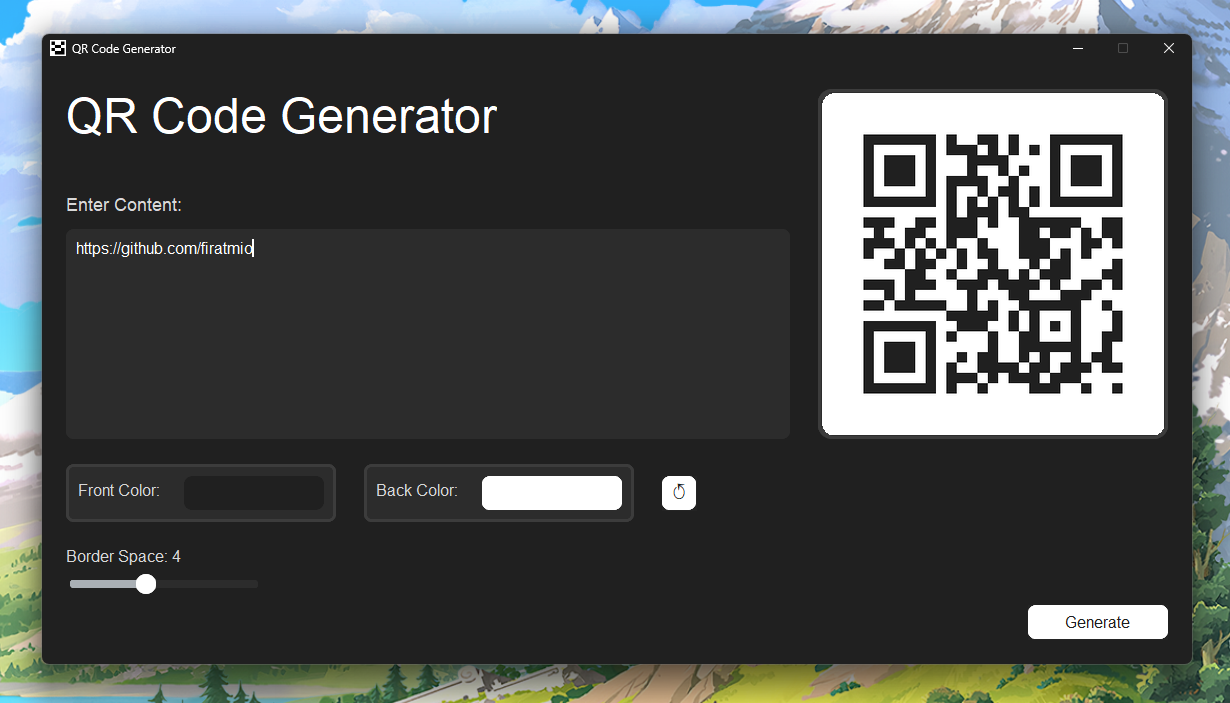 QR Code Generator
QR Code Generator
Enter Content:
https://github.com/firatmio
Front Color:
Back Color:
Border Space: 4
Generate